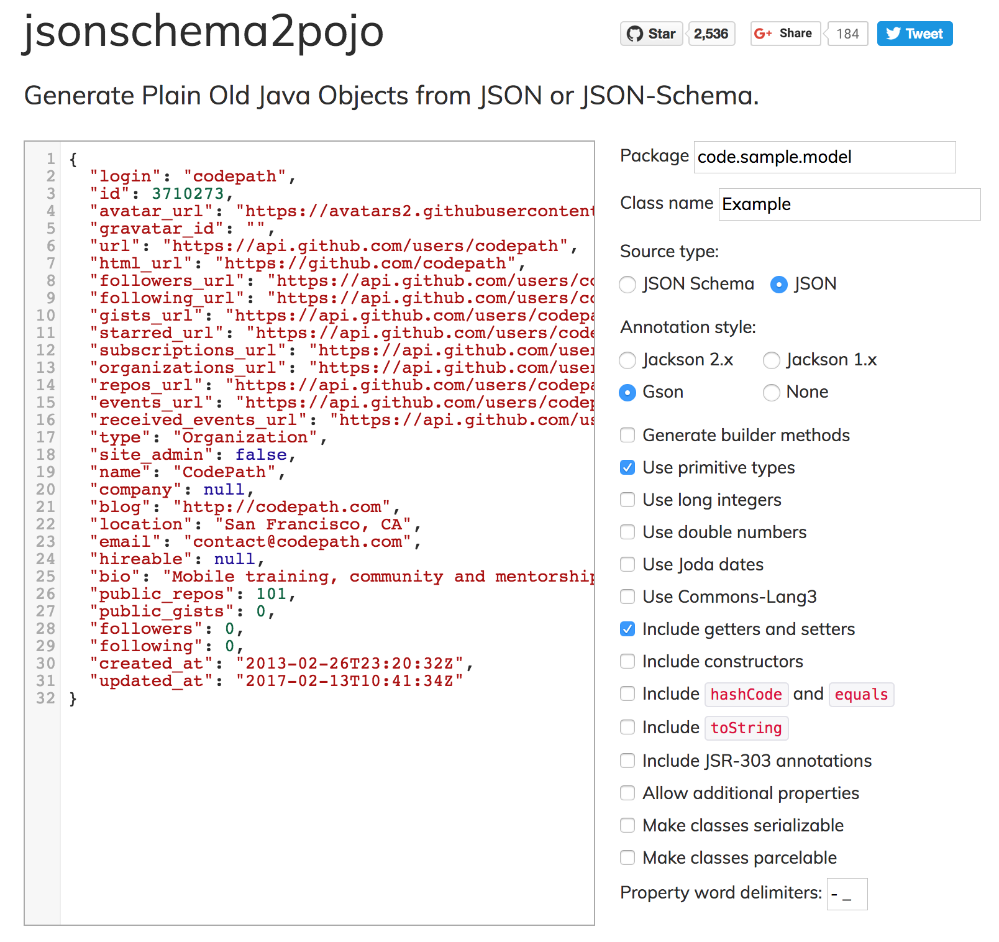 jsonschema2pojo
Star 2,536 G+ Share 184 Tweet
Generate Plain Old Java Objects from JSON or JSON-Schema.
1 {
2 "login": "codepath",
3 "id": 3710273,
4 "avatar_url": "https://avatars2.githubusercontent
5 "gravatar_id": "",
6 "url": "https://api.github.com/users/codepath",
7 "html_url": "https://github.com/codepath",
8 "followers_url": "https://api.github.com/users/co
9 "following_url": "https://api.github.com/users/co
10 "gists_url": "https://api.github.com/users/codepa
11 "starred_url": "https://api.github.com/users/code
12 "subscriptions_url": "https://api.github.com/user
13 "organizations_url": "https://api.github.com/user
14 "repos_url": "https://api.github.com/users/codepa
15 "events_url": "https://api.github.com/users/codep
16 "received_events_url": "https://api.github.com/us
17 "type": "Organization",
18 "site_admin": false,
19 "name": "CodePath",
20 "company": null,
21 "blog": "http://codepath.com",
22 "location": "San Francisco, CA",
23 "email": "contact@codepath.com",
24 "hireable": null,
25 "bio": "Mobile training, community and mentorship
26 "public_repos": 101,
27 "public_gists": 0,
28 "followers": 0,
29 "following": 0,
30 "created_at": "2013-02-26T23:20:32Z",
31 "updated_at": "2017-02-13T10:41:34Z"
32 }
Package code.sample.model
Class name Example
Source type:
JSON Schema JSON
Annotation style:
Jackson 2.x Jackson 1.x
Gson None
Generate builder methods
Use primitive types
Use long integers
Use double numbers
Use Joda dates
Use Commons-Lang3
Include getters and setters
Include constructors
Include hashCode and equals
Include toString
Include JSR-303 annotations
Allow additional properties
Make classes serializable
Make classes parcelable
Property word delimiters: - _